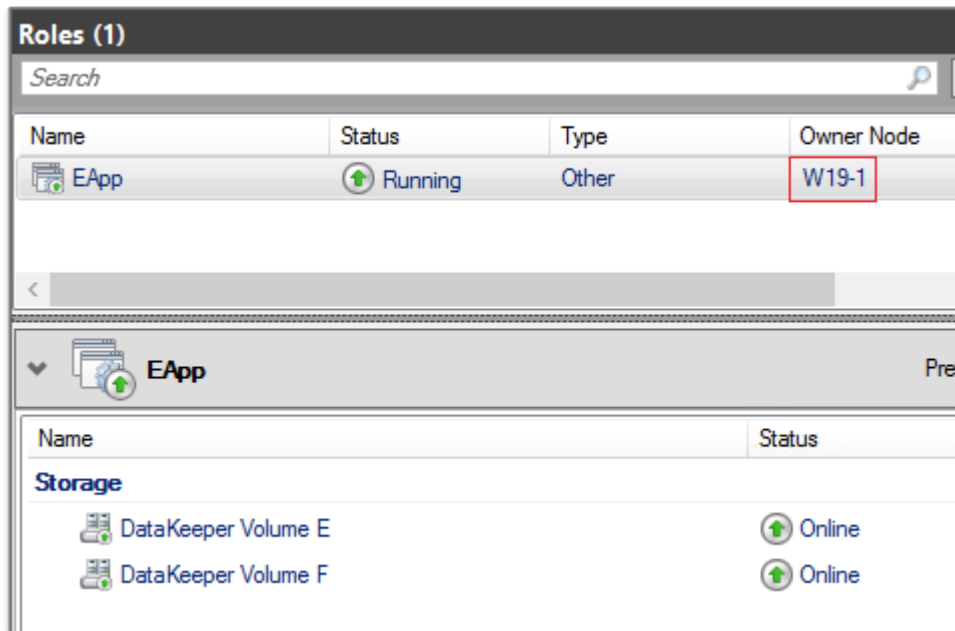 Roles (1)
Search
Name Status Type Owner Node
EApp Running Other W19-1
EApp Pre
Name Status
Storage
DataKeeper Volume E Online
DataKeeper Volume F Online